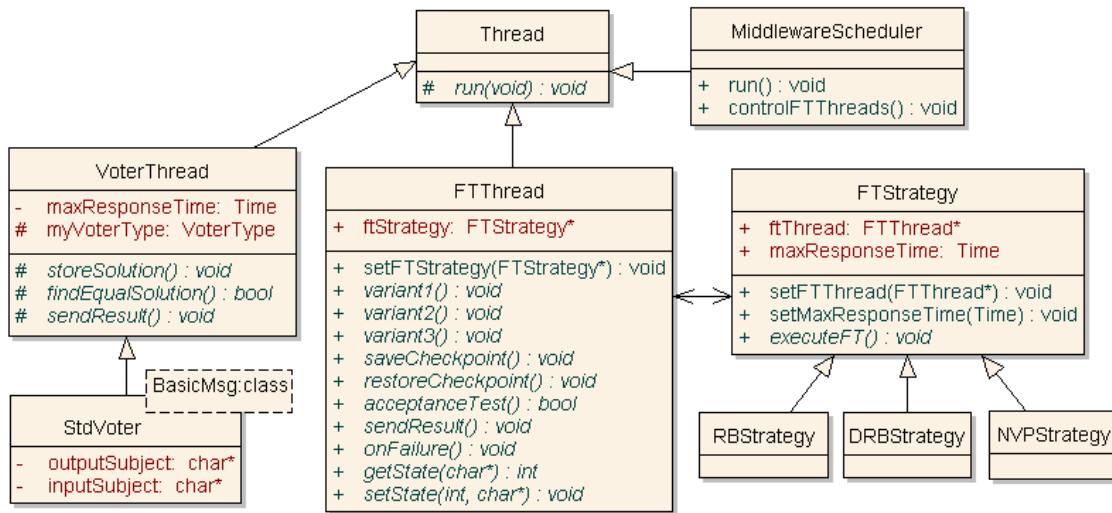 Thread
# run(void) : void
MiddlewareScheduler
+ run() : void
+ controlFTThreads() : void
VoterThread
- maxResponseTime: Time
# myVoterType: VoterType
# storeSolution() : void
# findEqualSolution() : bool
# sendResult() : void
FTThread
+ ftStrategy: FTStrategy*
+ setFTStrategy(FTStrategy*) : void
+ variant1() : void
+ variant2() : void
+ variant3() : void
+ saveCheckpoint() : void
+ restoreCheckpoint() : void
+ acceptanceTest() : bool
+ sendResult() : void
+ onFailure() : void
+ getState(char*) : int
+ setState(int, char*) : void
FTStrategy
+ ftThread: FTThread*
+ maxResponseTime: Time
+ setFTThread(FTThread*) : void
+ setMaxResponseTime(Time) : void
+ executeFT() : void
BasicMsg:class
StdVoter
- outputSubject: char*
- inputSubject: char*
RBStrategy
DRBStrategy
NVPStrategy